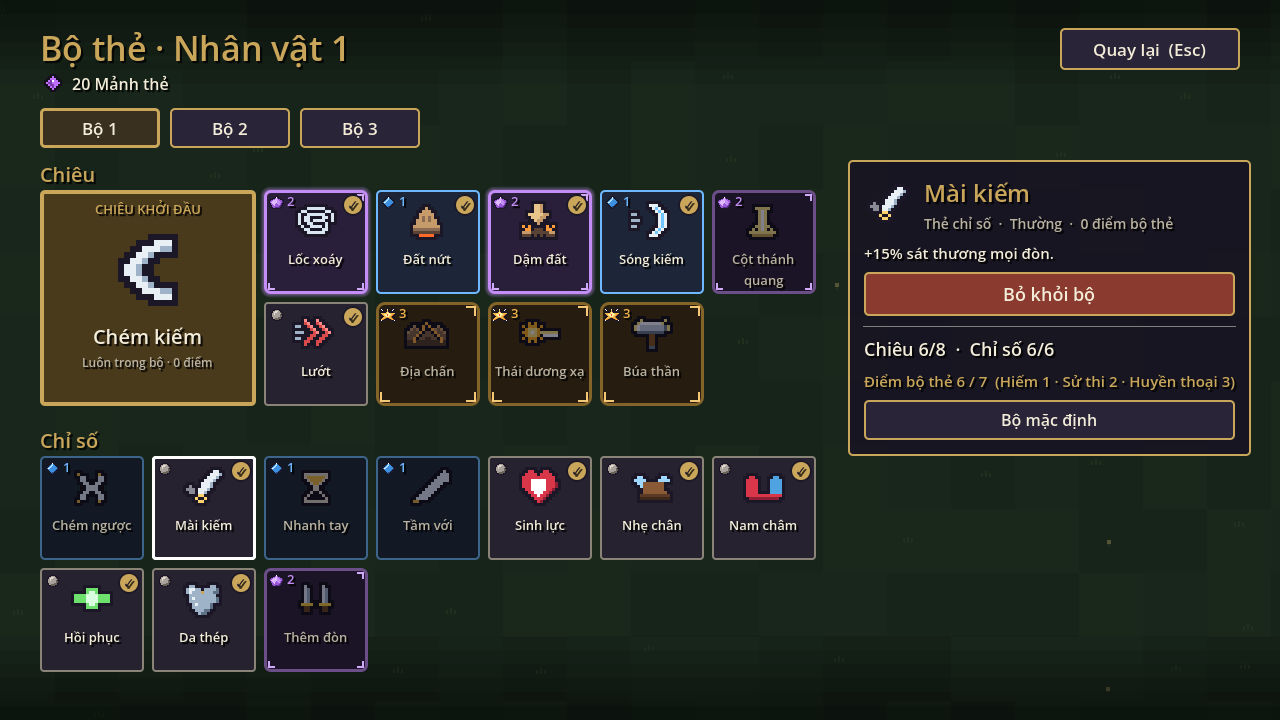 Bộ thẻ · Nhân vật 1
20 Mảnh thẻ
Quay lại (Esc)
Bộ 1
Bộ 2
Bộ 3
Chiêu
CHIÊU KHỞI ĐẦU
Chém kiếm
Luôn trong bộ · 0 điểm
2
Lốc xoáy
1
Đất nứt
2
Dậm đất
1
Sóng kiếm
2
Cột thánh
quang
Lướt
3
Địa chấn
3
Thái dương xạ
3
Búa thần
Chỉ số
1
Chém ngược
Mài kiếm
1
Nhanh tay
1
Tầm với
Sinh lực
Nhẹ chân
Nam châm
Hồi phục
Da thép
2
Thêm đòn
Mài kiếm
Thẻ chỉ số · Thường · 0 điểm bộ thẻ
+15% sát thương mọi đòn.
Bỏ khỏi bộ
Chiêu 6/8 · Chỉ số 6/6
Điểm bộ thẻ 6 / 7 (Hiếm 1 · Sử thi 2 · Huyền thoại 3)
Bộ mặc định